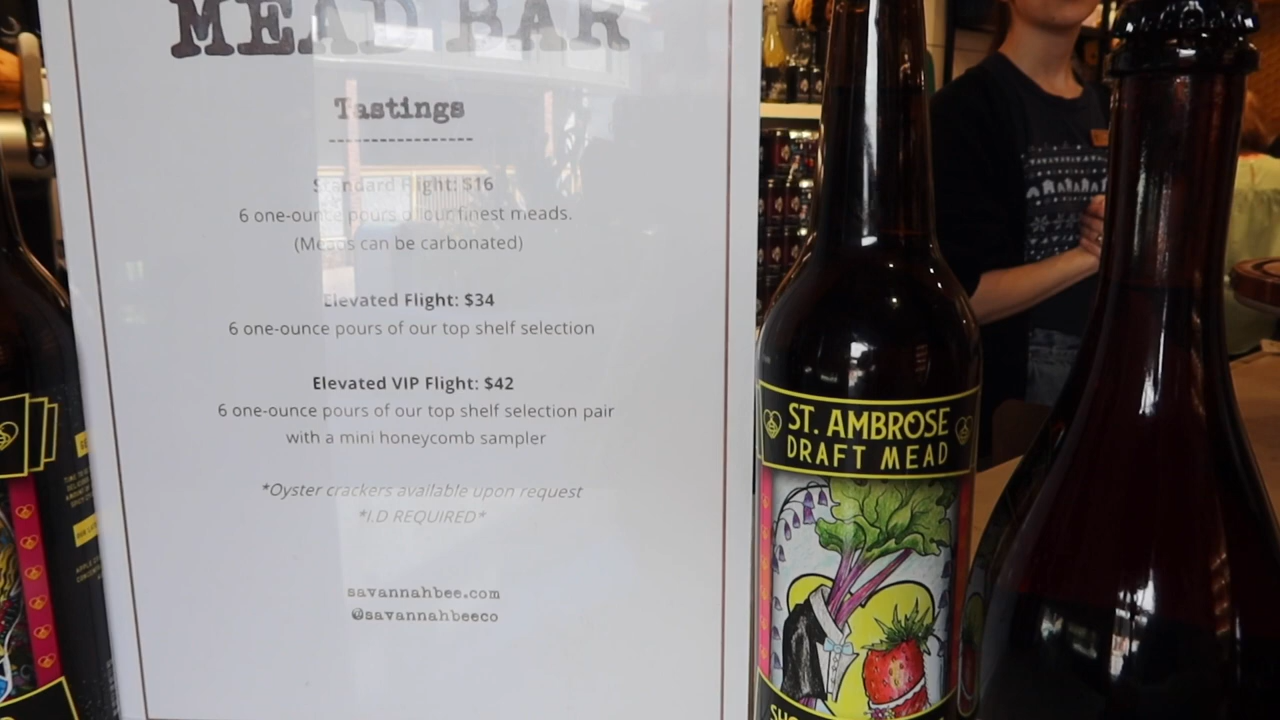 MEAD BAR
Tastings
Standard Flight: $16
6 one-ounce pours of our finest meads.
(Meads can be carbonated)
Elevated Flight: $34
6 one-ounce pours of our top shelf selection
Elevated VIP Flight: $42
6 one-ounce pours of our top shelf selection pair
with a mini honeycomb sampler
*Oyster crackers available upon request
*I.D REQUIRED*
savannahbee.com
@savannahbeeco
ST. AMBROSE
DRAFT MEAD